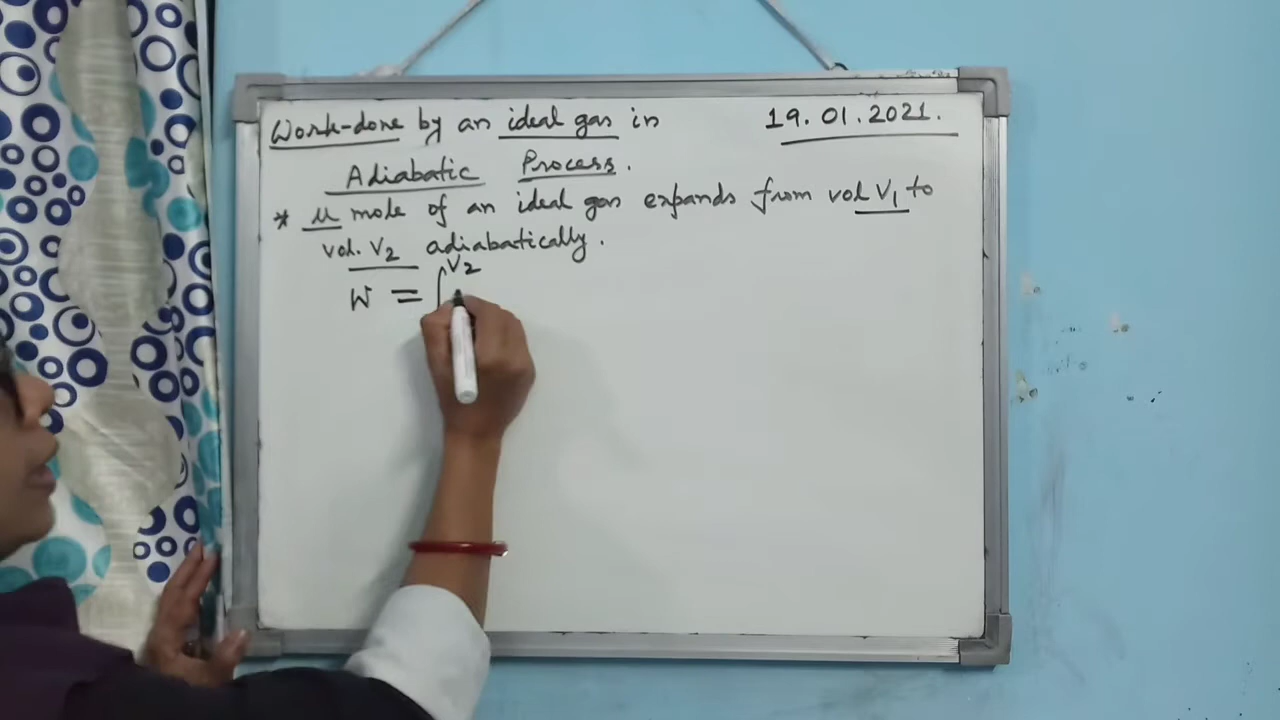 Work-done by an ideal gas in 19.01.2021.
Adiabatic Process.
* μ mole of an ideal gas expands from vol V₁ to
vol. V₂ adiabatically.
W = ∫ V₂